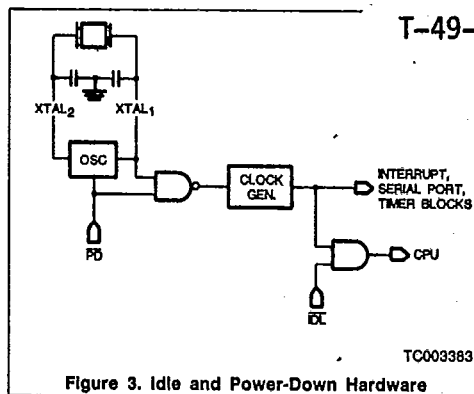 T-49-
XTAL2
XTAL1
OSC
CLOCK
GEN.
INTERRUPT,
SERIAL PORT,
TIMER BLOCKS
PD
CPU
IDL
TC003383
Figure 3. Idle and Power-Down Hardware